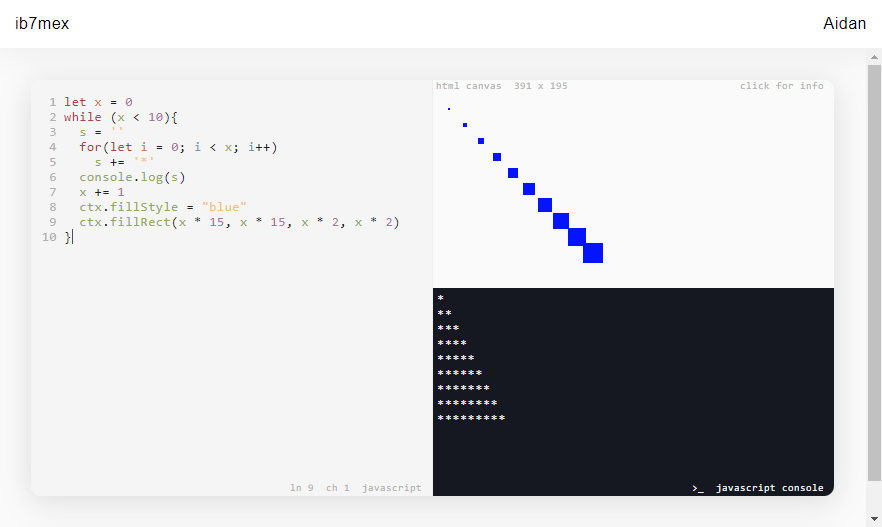 ib7mex
Aidan
1 let x = 0
2 while (x < 10){
3   s = ''
4   for(let i = 0; i < x; i++)
5     s += '*'
6   console.log(s)
7   x += 1
8   ctx.fillStyle = "blue"
9   ctx.fillRect(x * 15, x * 15, x * 2, x * 2)
10 }
ln 9 ch 1 javascript
html canvas 391 x 195
click for info
*
**
***
****
*****
******
*******
********
*********
>_ javascript console